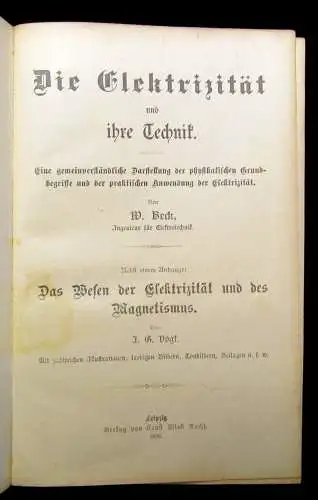 Die Elektrizität
und
ihre Technik.
Eine gemeinverständliche Darstellung der physikalischen Grund-
begriffe und der praktischen Anwendung der Elektrizität.
Von
W. Beck,
Ingenieur für Elektrotechnik.
Nebst einem Anhange:
Das Wesen der Elektrizität und des
Magnetismus.
Von
J. G. Vogt.
Mit zahlreichen Illustrationen, farbigen Bildern, Tonbildern, Beilagen u. s. w.
Leipzig
Verlag von Ernst Wiest Nachf.